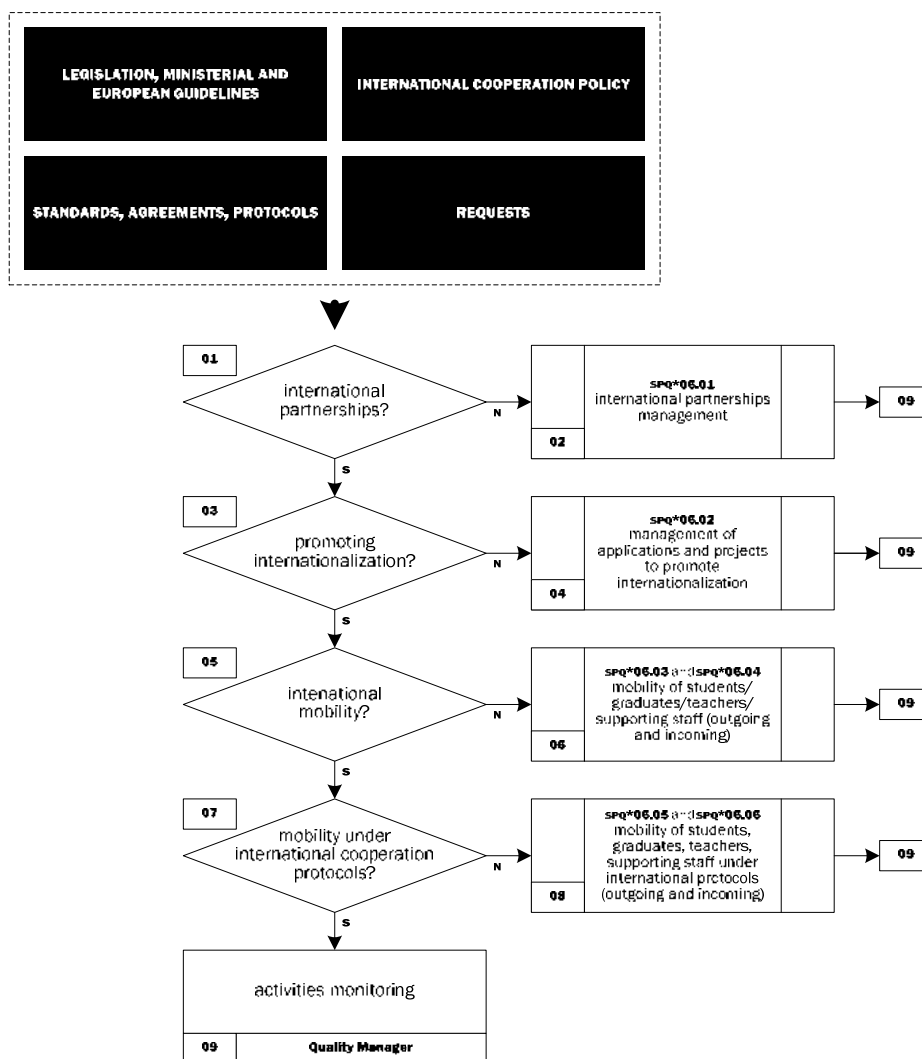 LEGISLATION, MINISTERIAL AND
EUROPEAN GUIDELINES
INTERNATIONAL COOPERATION POLICY
STANDARDS, AGREEMENTS, PROTOCOLS
REQUESTS
01
international
partnerships?
N
S
SPQ*06.01
international partnerships
management
02
09
03
promoting
internationalization?
N
S
SPQ*06.02
management of
applications and projects
to promote
internationalization
04
09
05
intenational
mobility?
N
S
SPQ*06.03 and SPQ*06.04
mobility of students/
graduates/teachers/
supporting staff (outgoing
and incoming)
06
09
07
mobility under
international cooperation
protocols?
N
S
SPQ*06.05 and SPQ*06.06
mobility of students,
graduates, teachers,
supporting staff under
international prctocols
(outgoing and incoming)
08
09
activities monitoring
09
Quality Manager